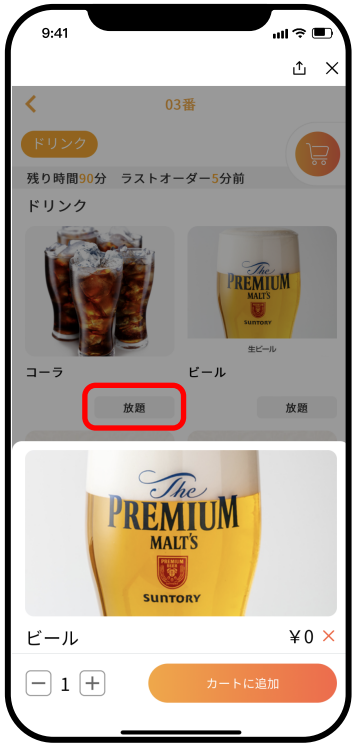 9:41
03番
ドリンク
残り時間90分 ラストオーダー5分前
ドリンク
The
PREMIUM
MALT'S
SUNTORY
生ビール
コーラ
ビール
放題
放題
The
PREMIUM
MALT'S
SUNTORY
ビール
¥0
1
カートに追加